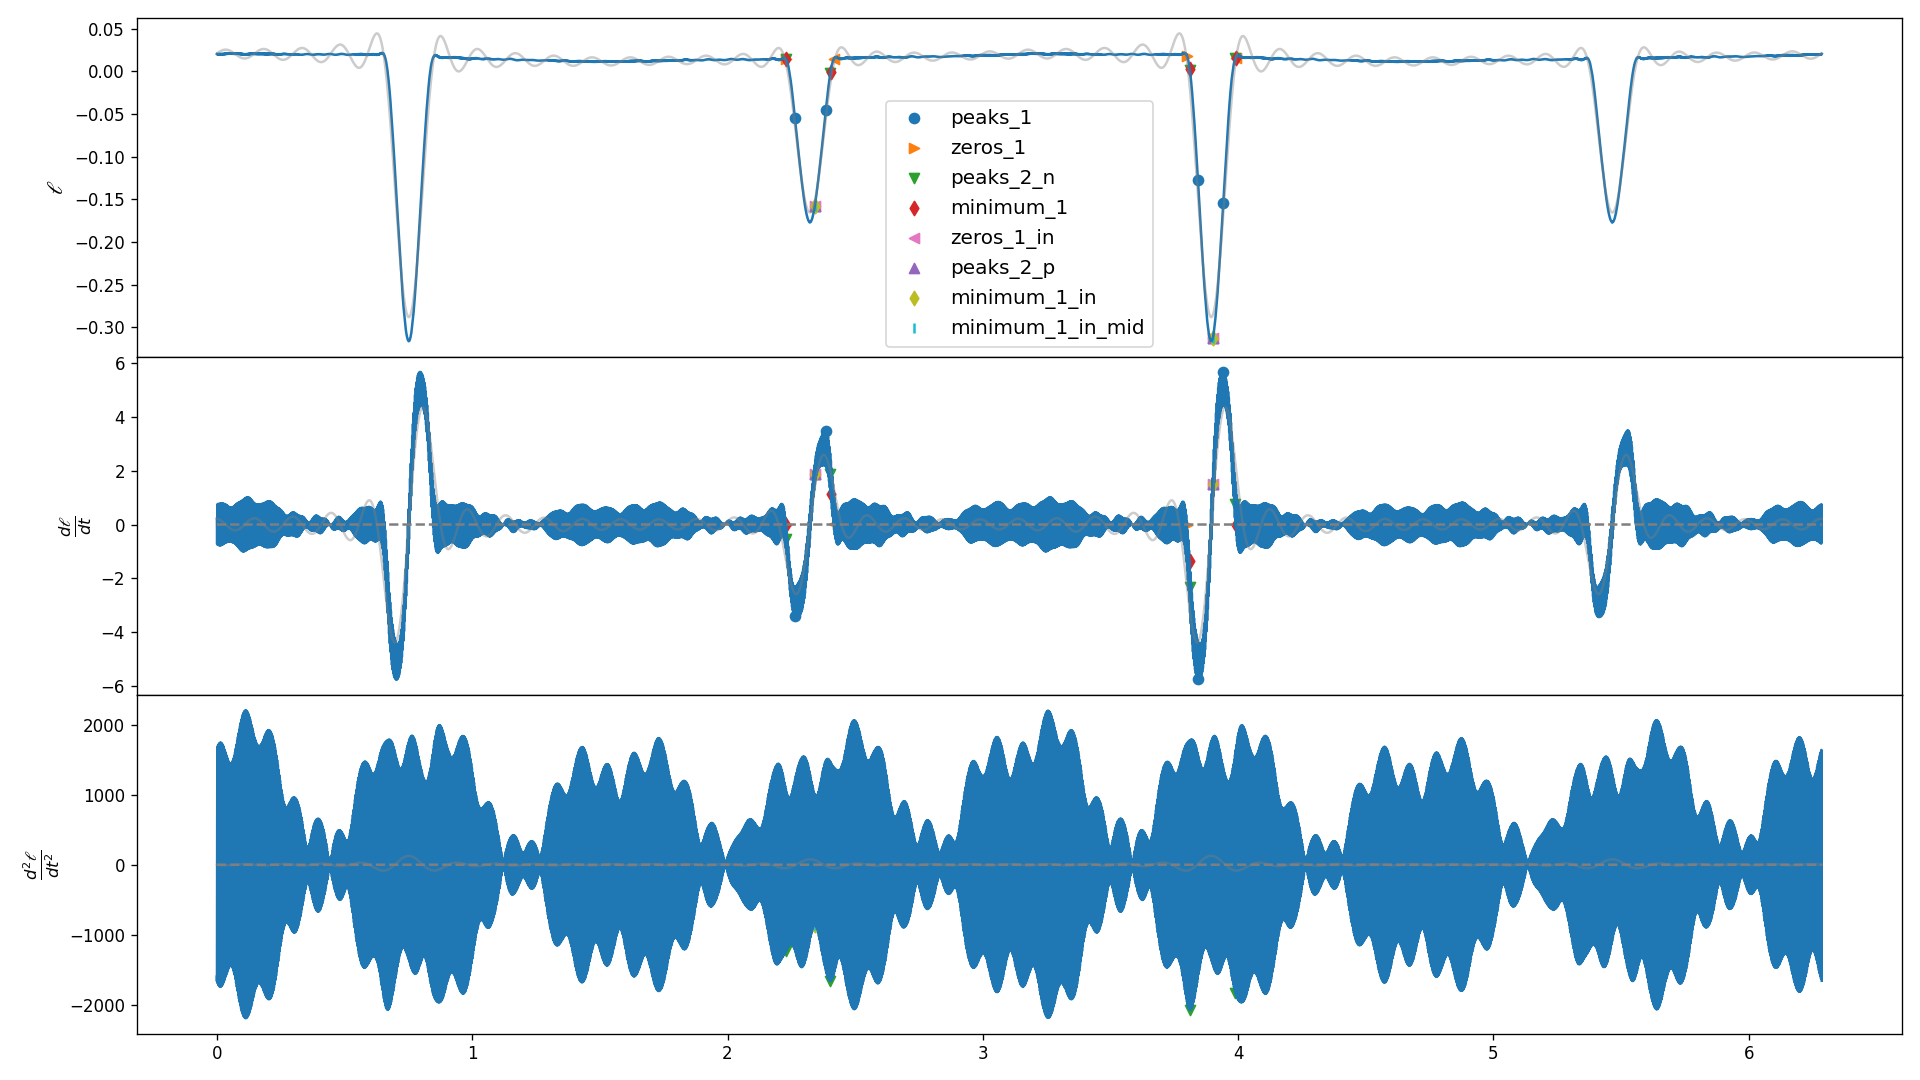 0.05
0.00
−0.05
−0.10
−0.15
−0.20
−0.25
−0.30
ℓ
peaks_1
zeros_1
peaks_2_n
minimum_1
zeros_1_in
peaks_2_p
minimum_1_in
minimum_1_in_mid
6
4
2
0
−2
−4
−6
dℓ
dt
2000
1000
0
−1000
−2000
d²ℓ
dt²
0 1 2 3 4 5 6